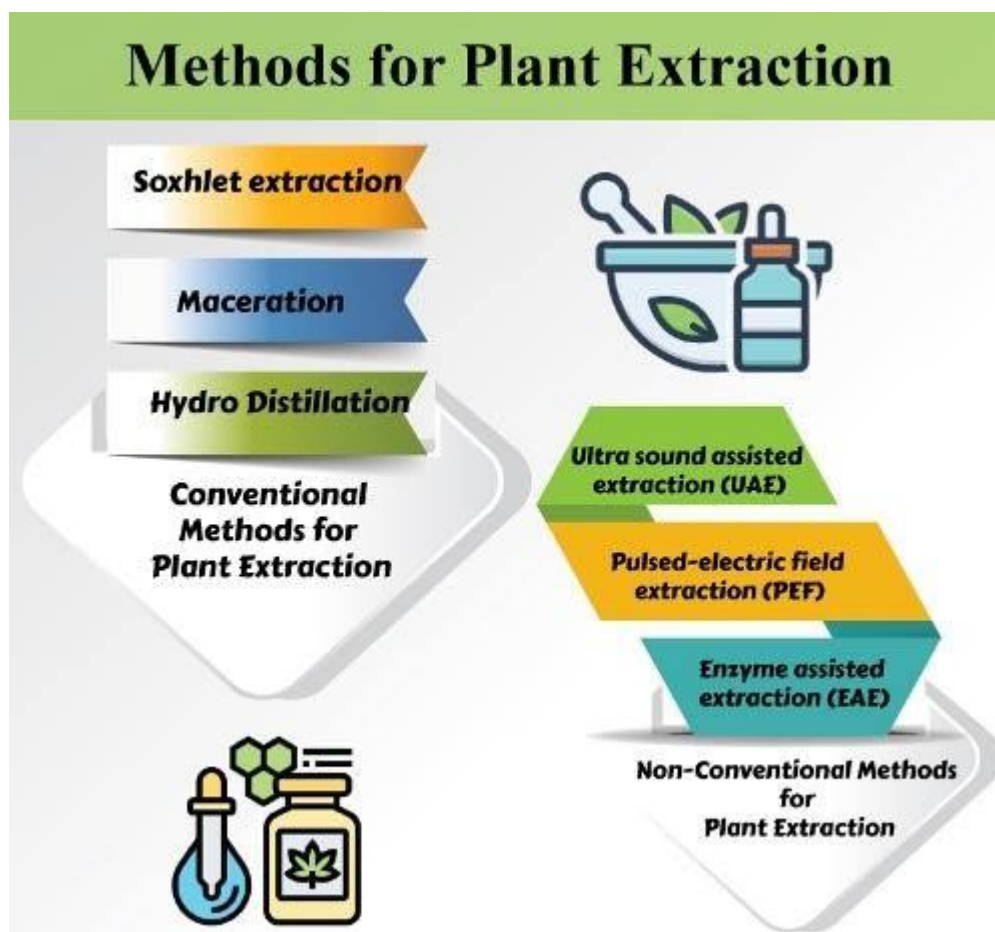 Methods for Plant Extraction
Soxhlet extraction
Maceration
Hydro Distillation
Conventional
Methods for
Plant Extraction
Ultra sound assisted
extraction (UAE)
Pulsed-electric field
extraction (PEF)
Enzyme assisted
extraction (EAE)
Non-Conventional Methods
for
Plant Extraction